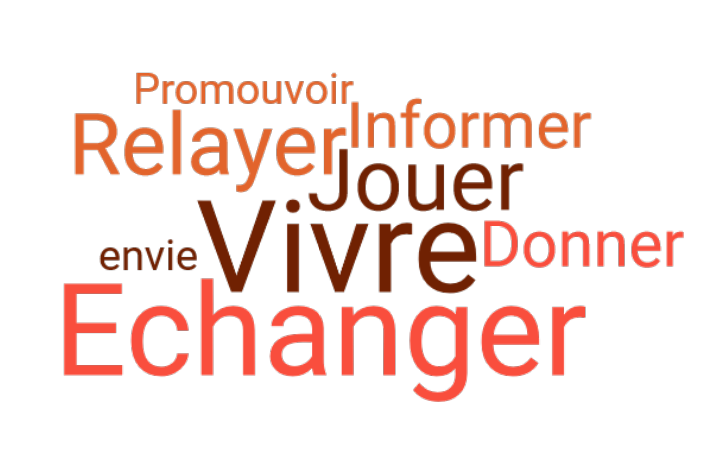 Promouvoir
Relayer
Informer
Jouer
Vivre
Donner
envie
Echanger